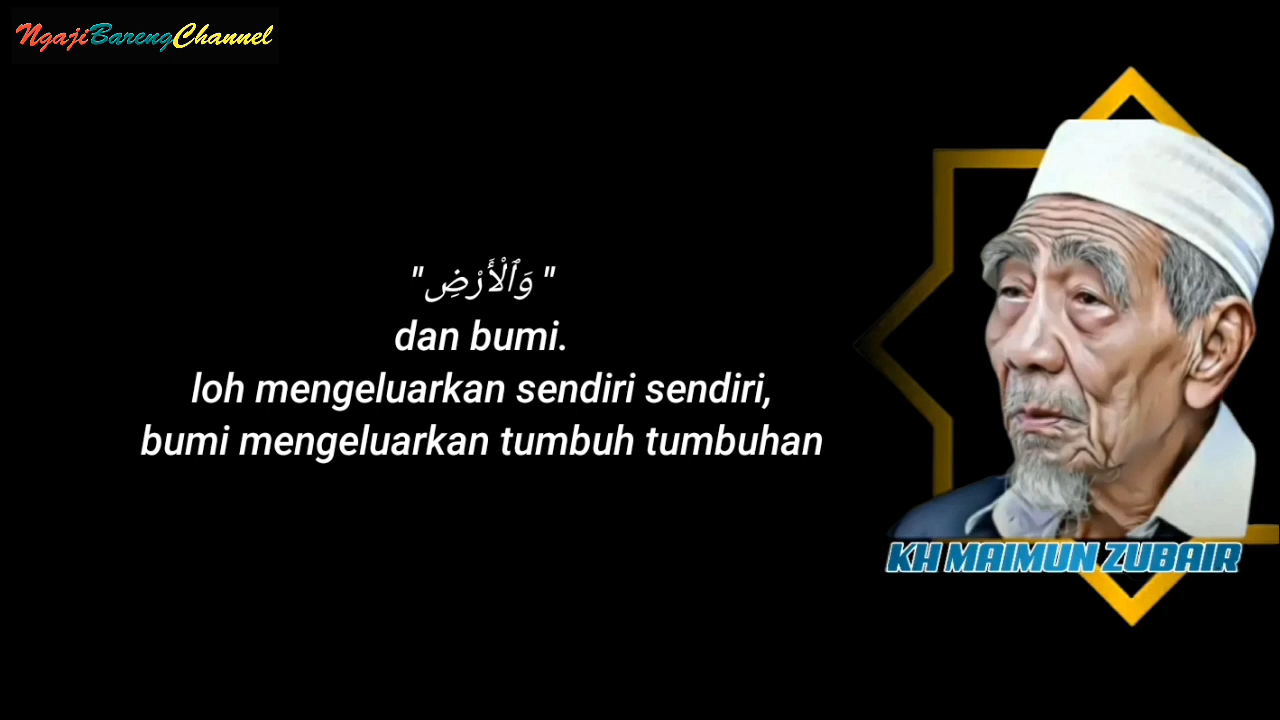 NgajiBarengChannel
"وَٱلْأَرْضِ "
dan bumi.
loh mengeluarkan sendiri sendiri,
bumi mengeluarkan tumbuh tumbuhan
KH MAIMUN ZUBAIR